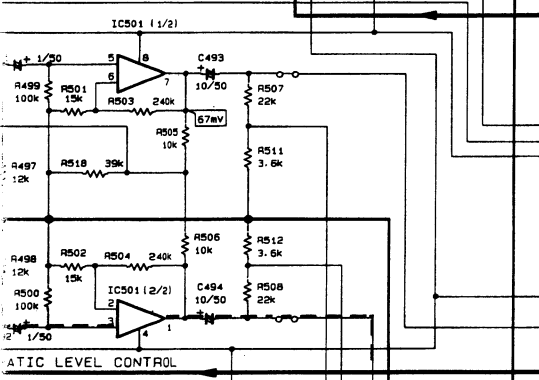 IC501 (1/2)
+ 1/50
5
8
C493
R499
100k
R501
15k
6
7
+
10/50
R507
22k
R503
240k
67mV
R505
10k
R497
12k
R518
39k
R511
3.6k
R498
12k
R502
15k
R504
240k
R506
10k
R512
3.6k
R500
100k
IC501 (2/2)
C494
+
10/50
R508
22k
2
3
1
4
+
1/50
ATIC LEVEL CONTROL